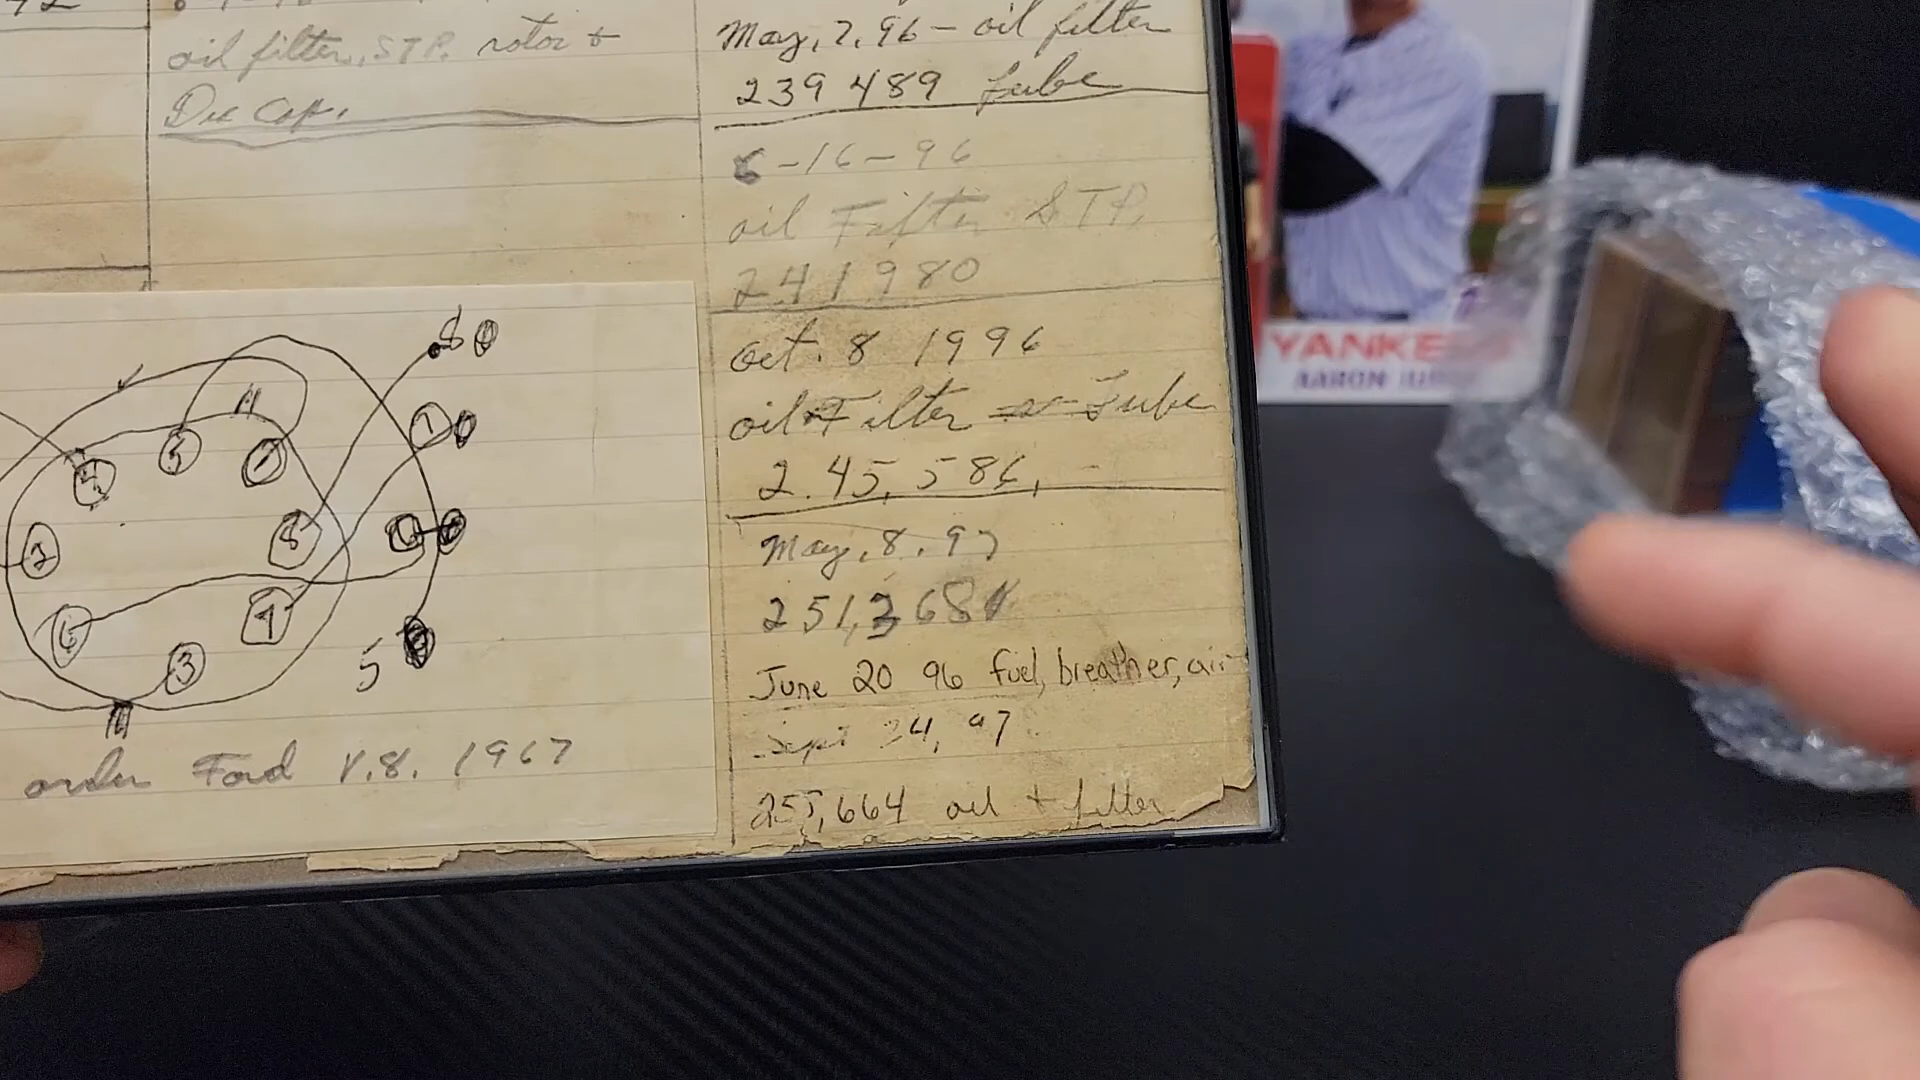 oil filter, STP. rotor &
Dis Cap.
May, 7, 96 - oil filter
239 489 Lube
6-16-96
oil Filter STP.
241980
Oct. 8 1996
oil Filter Lube
2.45,586,
May, 8. 97
251,368
June 20 96 fuel, breather, air
Sept 24, 97
255,664 oil + filter
8
1
4
5
2
8
6
7
3
5
order Ford V.8. 1967
YANKEES
AARON